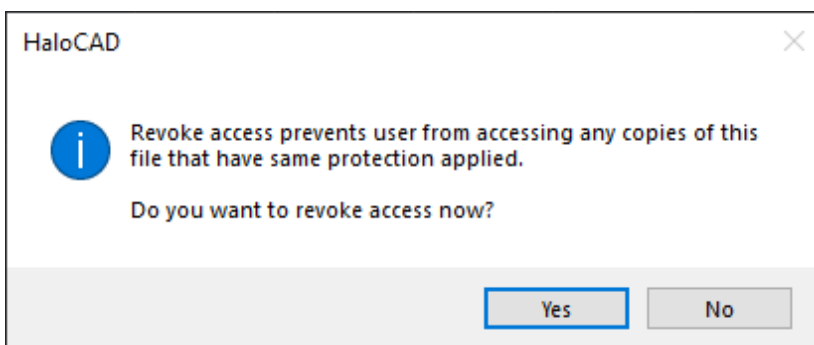 HaloCAD
Revoke access prevents user from accessing any copies of this
file that have same protection applied.
Do you want to revoke access now?
Yes No